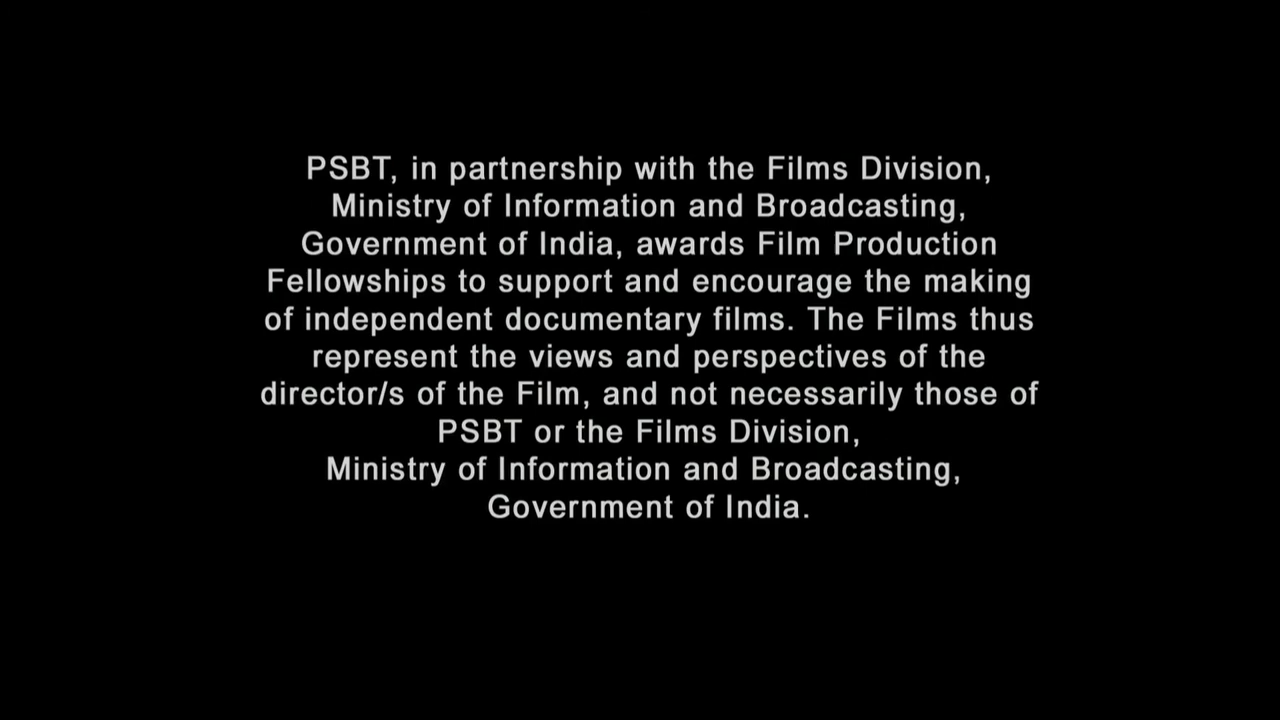 PSBT, in partnership with the Films Division,
Ministry of Information and Broadcasting,
Government of India, awards Film Production
Fellowships to support and encourage the making
of independent documentary films. The Films thus
represent the views and perspectives of the
director/s of the Film, and not necessarily those of
PSBT or the Films Division,
Ministry of Information and Broadcasting,
Government of India.